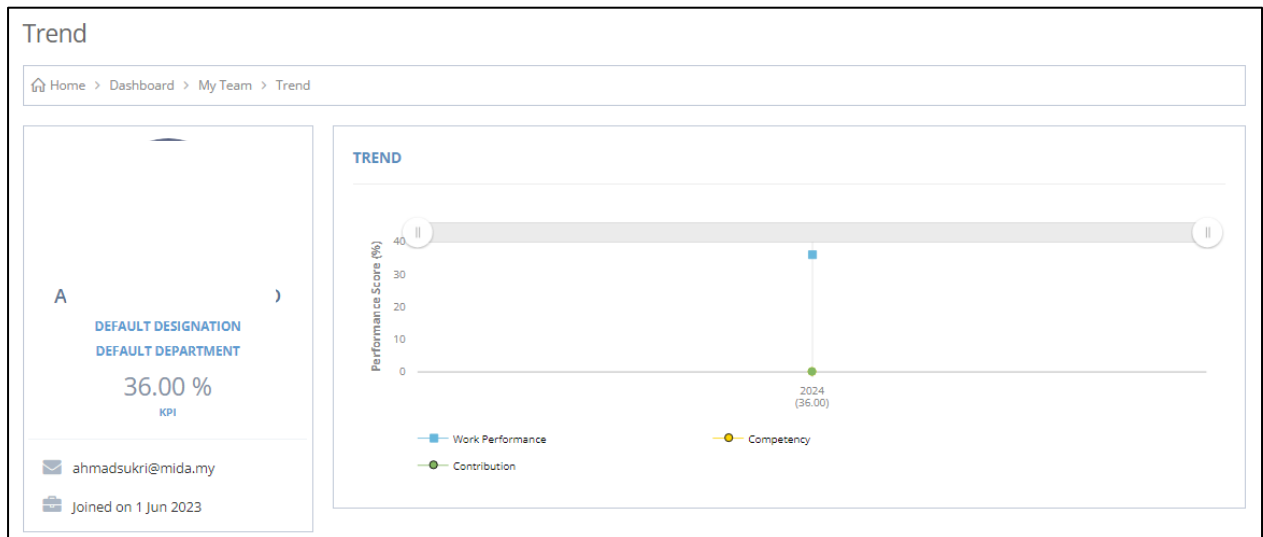 Trend
Home > Dashboard > My Team > Trend
A
DEFAULT DESIGNATION
DEFAULT DEPARTMENT
36.00 %
KPI
ahmadsukri@mida.my
Joined on 1 Jun 2023
TREND
Performance Score (%)
40
30
20
10
0
2024
(36.00)
Work Performance
Competency
Contribution